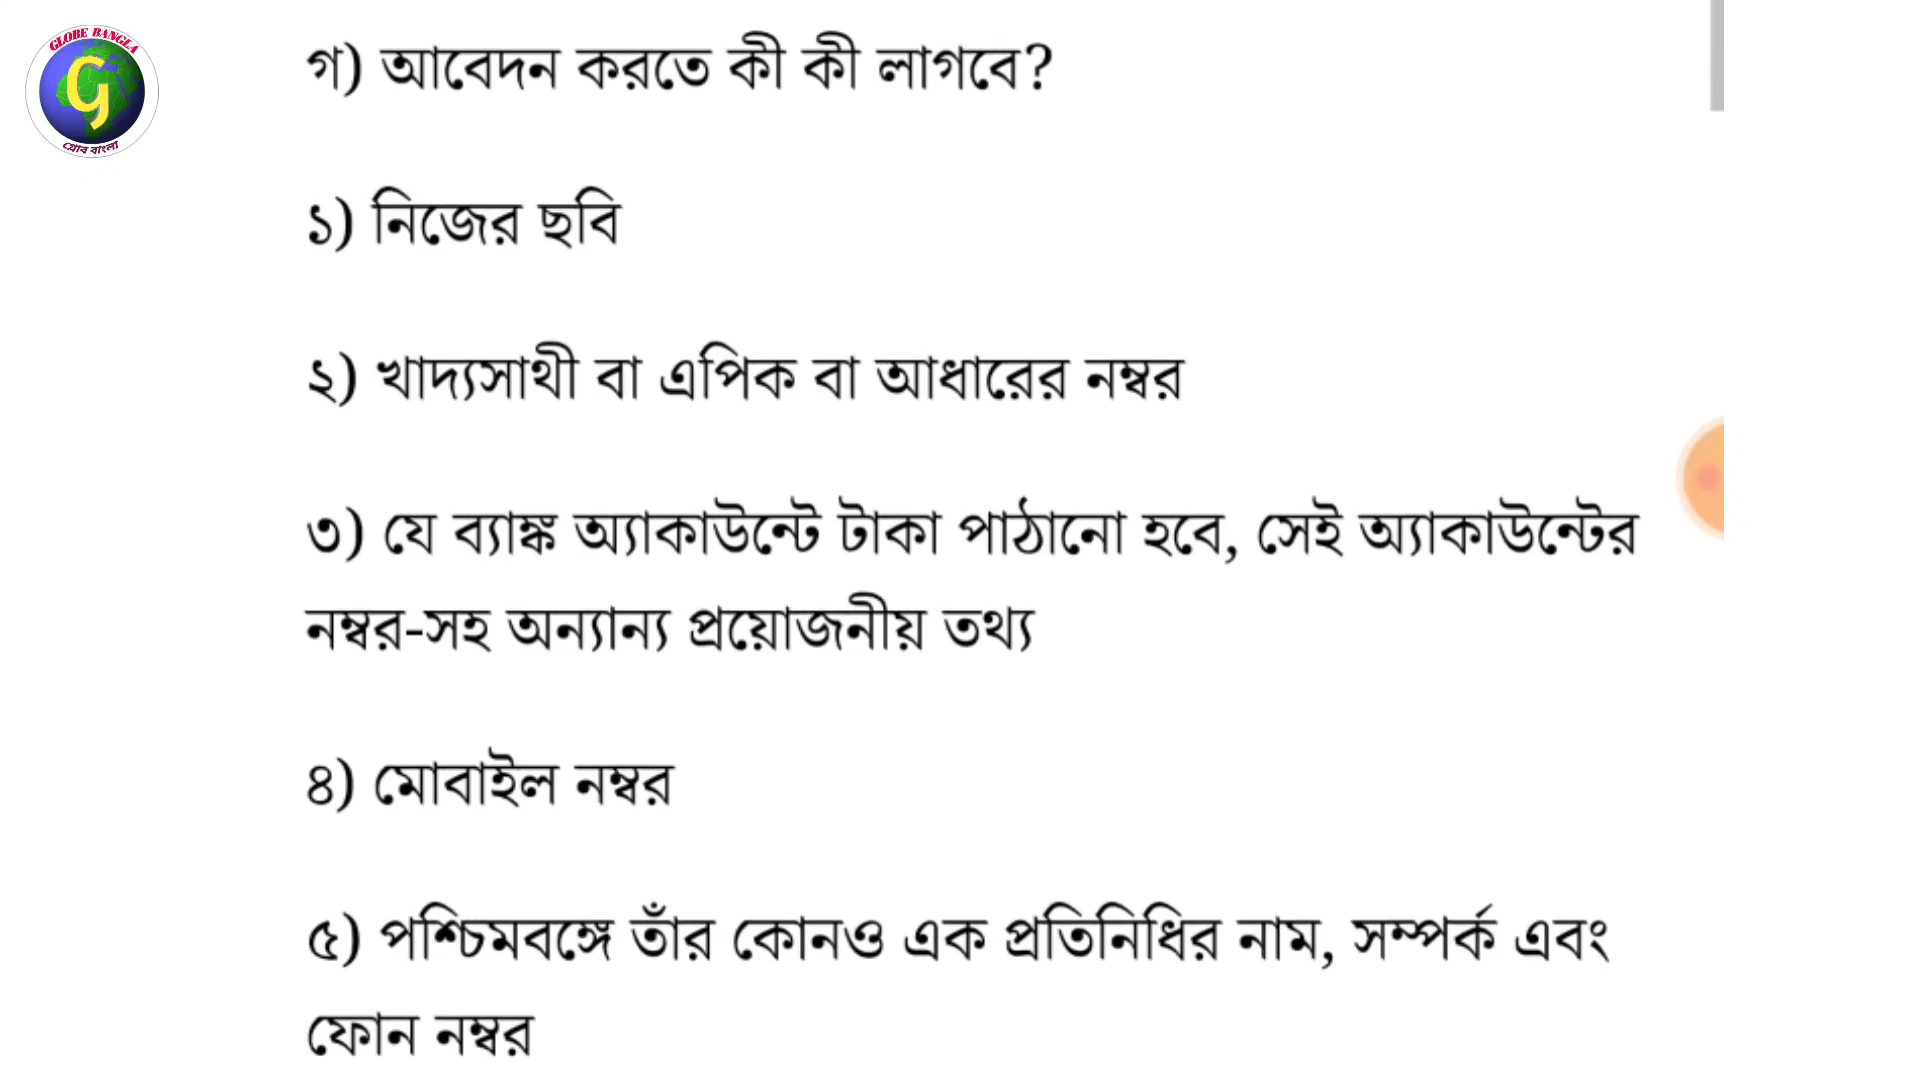 GLOBE BANGLA
G
গ্লোব বাংলা
গ) আবেদন করতে কী কী লাগবে?
১) নিজের ছবি
২) খাদ্যসাথী বা এপিক বা আধারের নম্বর
৩) যে ব্যাঙ্ক অ্যাকাউন্টে টাকা পাঠানো হবে, সেই অ্যাকাউন্টের
নম্বর-সহ অন্যান্য প্রয়োজনীয় তথ্য
৪) মোবাইল নম্বর
৫) পশ্চিমবঙ্গে তাঁর কোনও এক প্রতিনিধির নাম, সম্পর্ক এবং
ফোন নম্বর